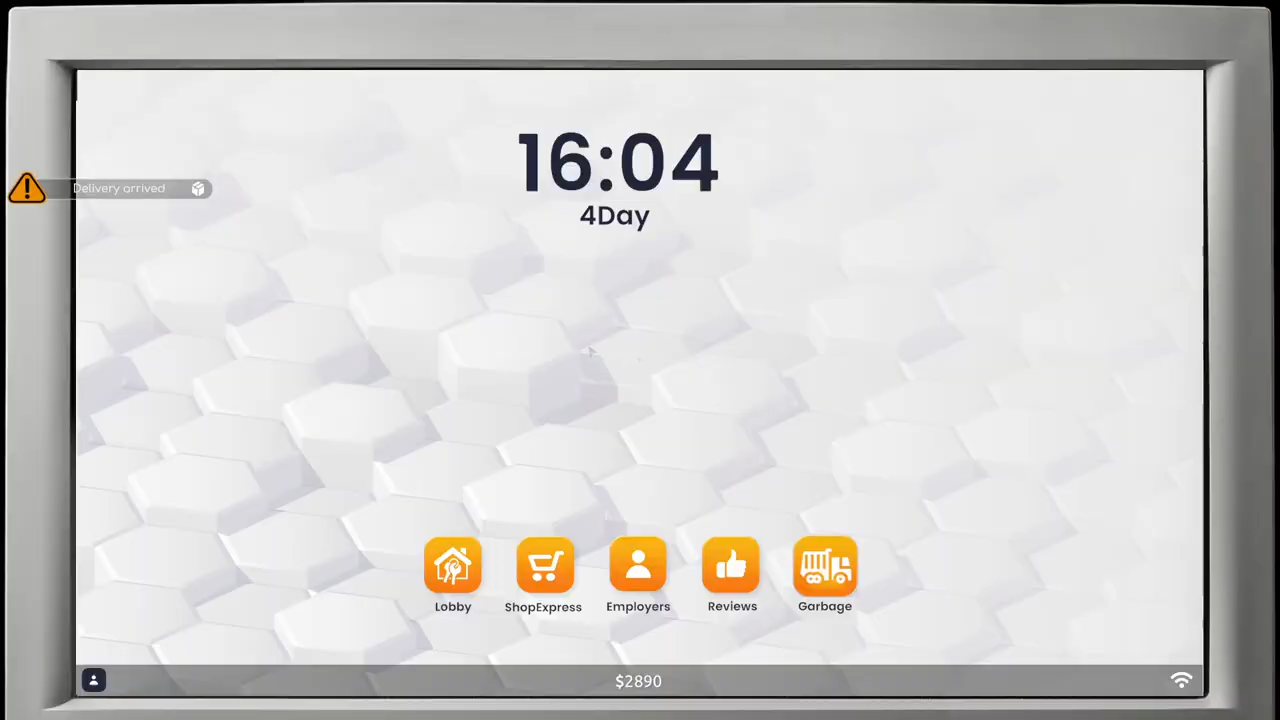 16:04
4Day
Delivery arrived
Lobby
ShopExpress
Employers
Reviews
Garbage
$2890